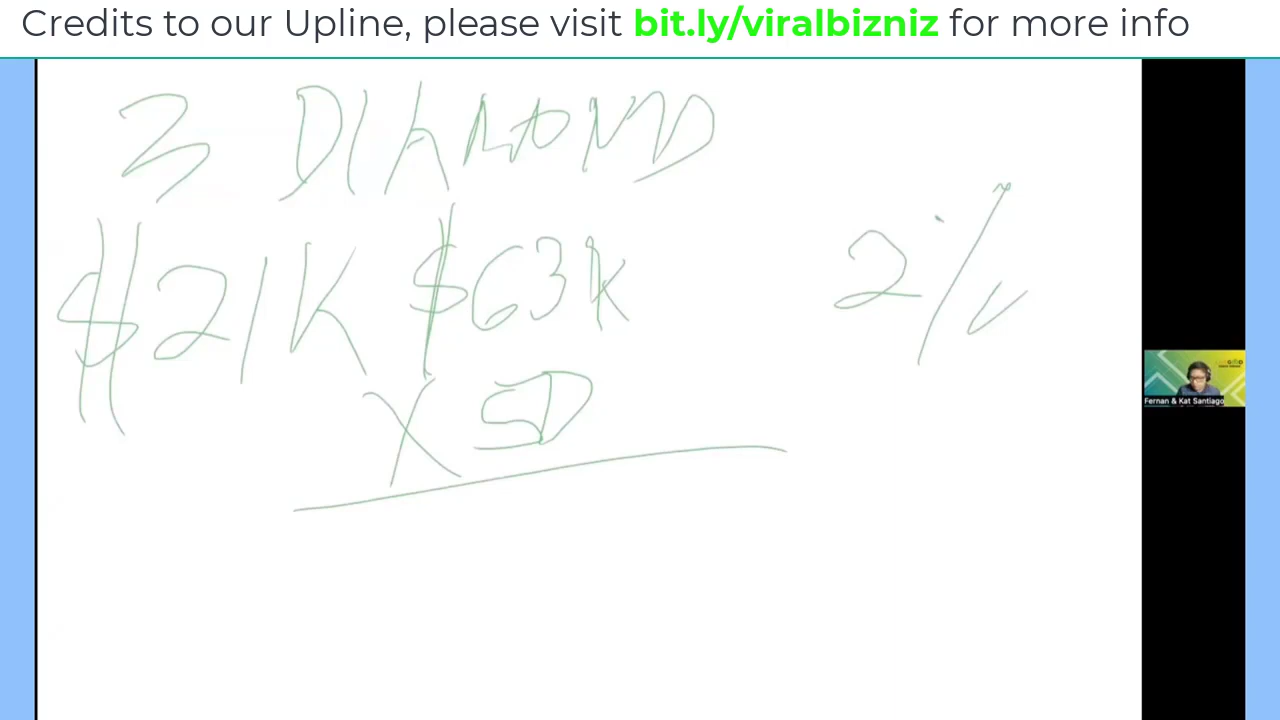 Credits to our Upline, please visit bit.ly/viralbizniz for more info
3 DIAMOND
$21K $63K 2%
X 50
Fernan & Kat Santiago